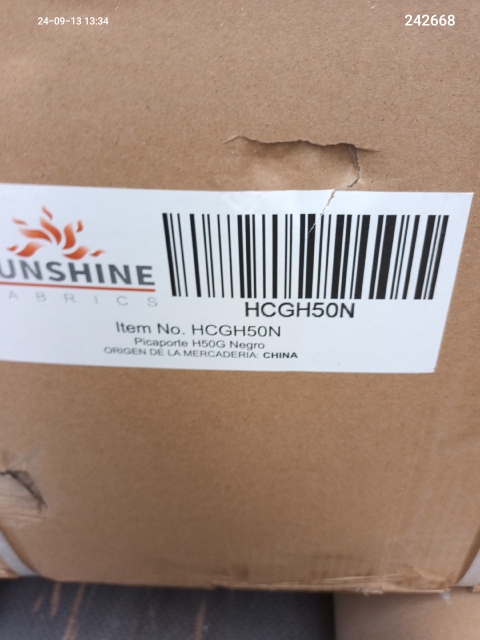 24-09-13 13:34
242668
UNSHINE
ABRICS
HCGH50N
Item No. HCGH50N
Picaporte H50G Negro
ORIGEN DE LA MERCADERIA: CHINA